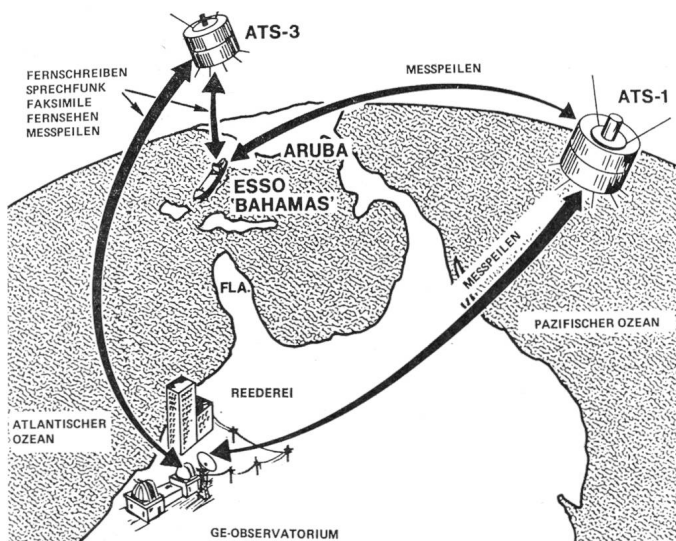 ATS-3
FERNSCHREIBEN
SPRECHFUNK
FAKSIMILE
FERNSEHEN
MESSPEILEN
MESSPEILEN
ATS-1
ARUBA
ESSO
'BAHAMAS'
MESSPEILEN
FLA.
PAZIFISCHER OZEAN
REEDEREI
ATLANTISCHER
OZEAN
GE-OBSERVATORIUM